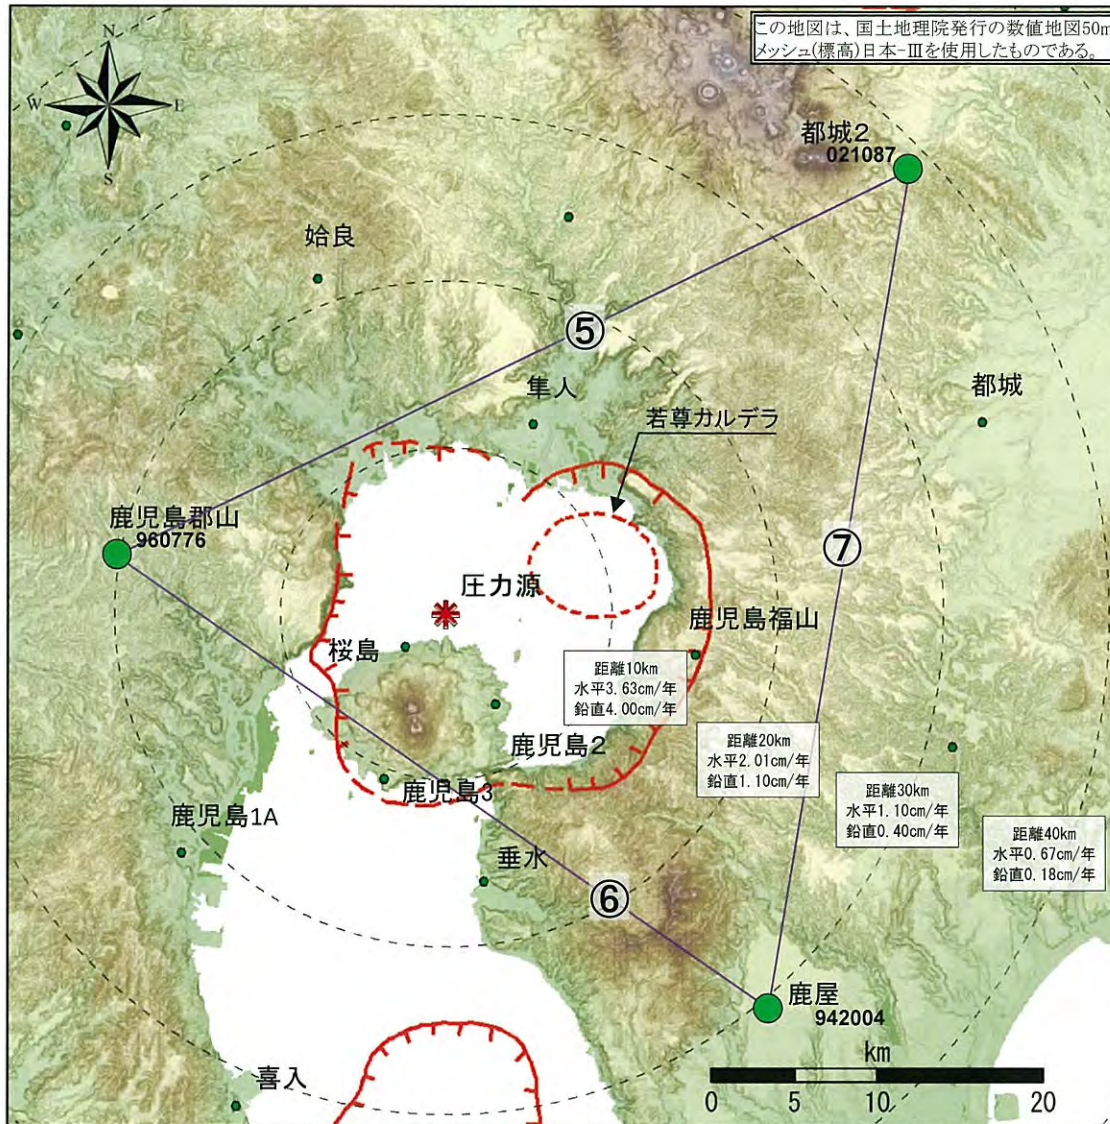 この地図は、国土地理院発行の数値地図50m
メッシュ(標高)日本-Ⅲを使用したものである。
N
W
E
S
都城2
021087
姶良
⑤
隼人
若尊カルデラ
都城
鹿児島郡山
960776
⑦
圧力源
鹿児島福山
桜島
距離10km
水平3.63cm/年
鉛直4.00cm/年
鹿児島2
距離20km
水平2.01cm/年
鉛直1.10cm/年
鹿児島3
距離30km
水平1.10cm/年
鉛直0.40cm/年
鹿児島1A
距離40km
水平0.67cm/年
鉛直0.18cm/年
垂水
⑥
鹿屋
942004
km
喜入
0 5 10 20